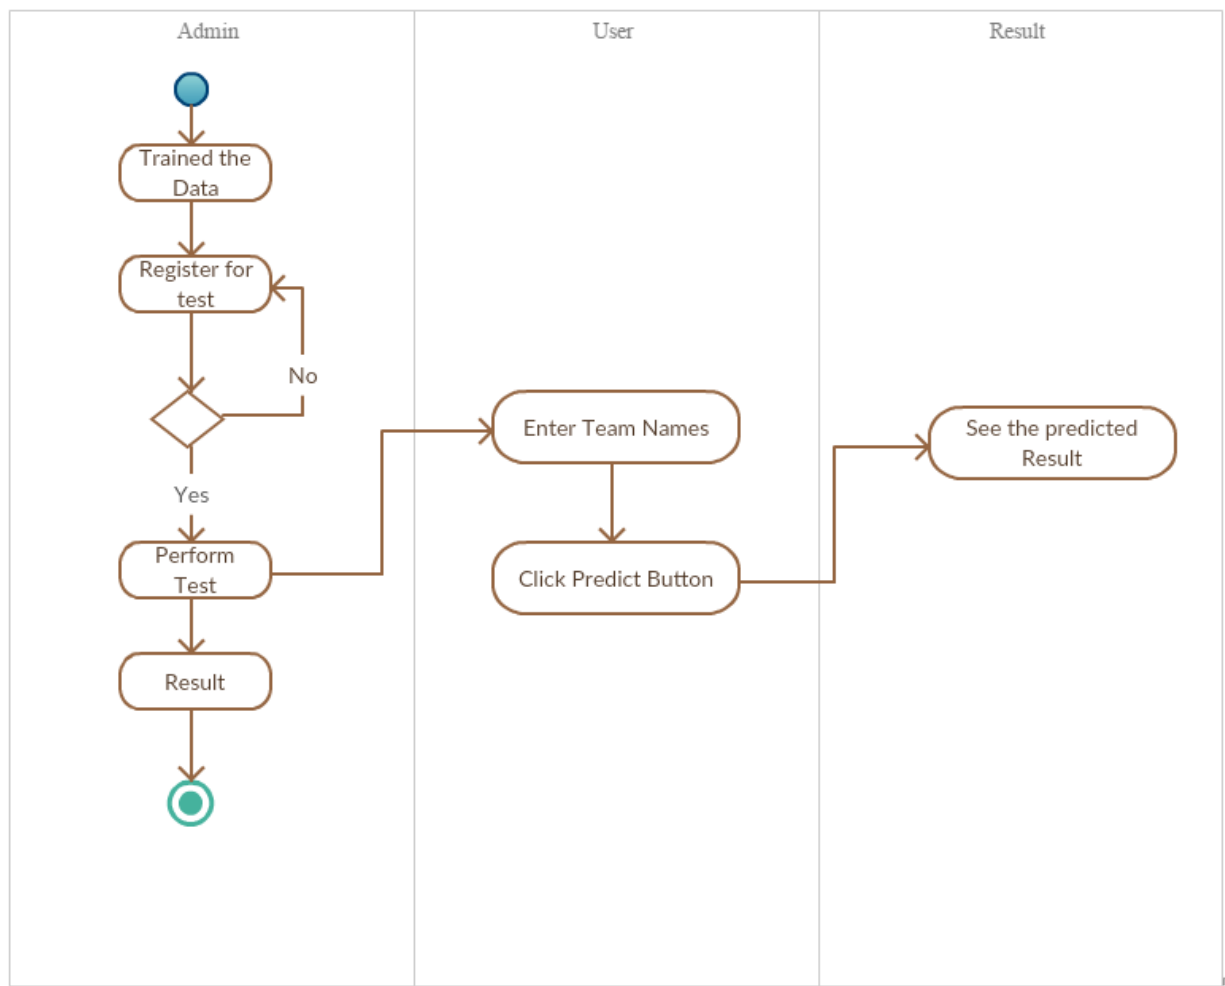 Admin
User
Result
Trained the
Data
Register for
test
No
Yes
Perform
Test
Result
Enter Team Names
Click Predict Button
See the predicted
Result